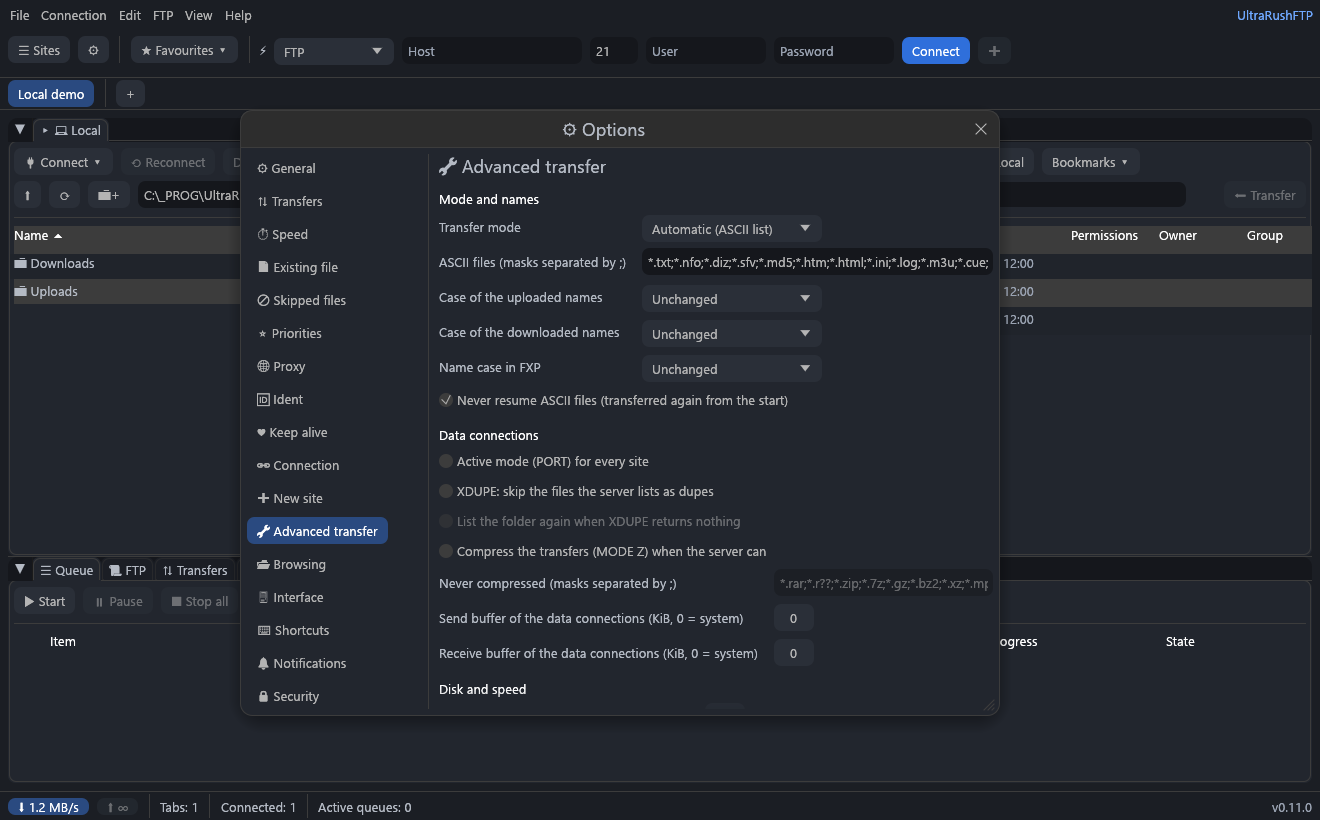 File Connection Edit FTP View Help UltraRushFTP
Sites Favourites FTP Host 21 User Password Connect
Local demo +
Local
Options
Connect Reconnect D ocal Bookmarks
C:\_PROG\UltraR Transfer
Name Permissions Owner Group
Downloads 12:00
Uploads 12:00
12:00
General
Transfers
Speed
Existing file
Skipped files
Priorities
Proxy
Ident
Keep alive
Connection
New site
Advanced transfer
Browsing
Interface
Shortcuts
Notifications
Security
Advanced transfer
Mode and names
Transfer mode Automatic (ASCII list)
ASCII files (masks separated by ;) *.txt;*.nfo;*.diz;*.sfv;*.md5;*.htm;*.html;*.ini;*.log;*.m3u;*.cue;
Case of the uploaded names Unchanged
Case of the downloaded names Unchanged
Name case in FXP Unchanged
Never resume ASCII files (transferred again from the start)
Data connections
Active mode (PORT) for every site
XDUPE: skip the files the server lists as dupes
List the folder again when XDUPE returns nothing
Compress the transfers (MODE Z) when the server can
Never compressed (masks separated by ;) *.rar;*.r??;*.zip;*.7z;*.gz;*.bz2;*.xz;*.mp
Send buffer of the data connections (KiB, 0 = system) 0
Receive buffer of the data connections (KiB, 0 = system) 0
Disk and speed
Queue FTP Transfers
Start Pause Stop all
Item ogress State
1.2 MB/s ∞ Tabs: 1 Connected: 1 Active queues: 0 v0.11.0